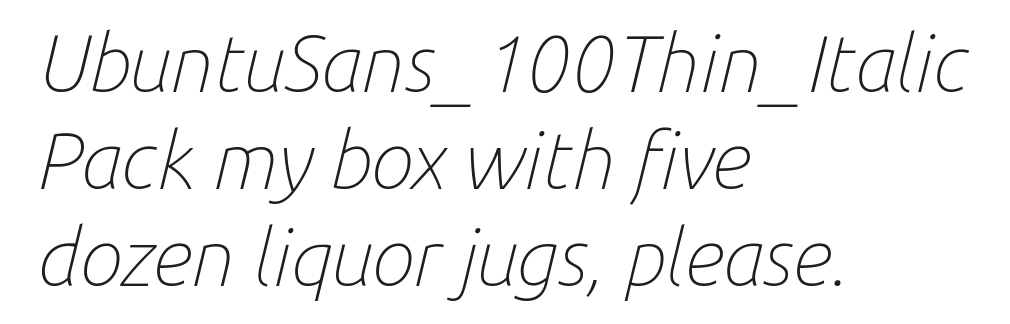 UbuntuSans_100Thin_Italic
Pack my box with five
dozen liquor jugs, please.